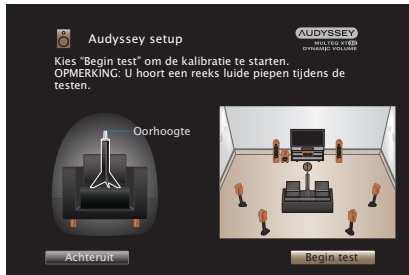 Audyssey setup
AUDYSSEY
MULTEQ XT32
DYNAMIC VOLUME
Kies “Begin test” om de kalibratie te starten.
OPMERKING: U hoort een reeks luide piepen tijdens de
testen.
Oorhoogte
Achteruit
Begin test